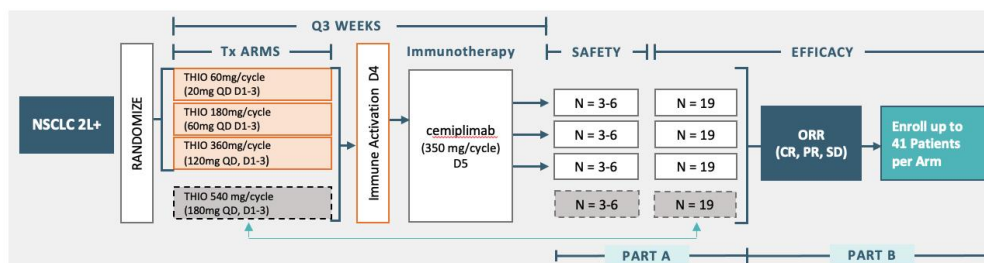 Q3 WEEKS
Tx ARMS
Immunotherapy
SAFETY
EFFICACY
NSCLC 2L+
RANDOMIZE
THIO 60mg/cycle
(20mg QD D1-3)
THIO 180mg/cycle
(60mg QD D1-3)
THIO 360mg/cycle
(120mg QD, D1-3)
THIO 540 mg/cycle
(180mg QD, D1-3)
Immune Activation D4
cemiplimab
(350 mg/cycle)
D5
N = 3-6
N = 3-6
N = 3-6
N = 3-6
N = 19
N = 19
N = 19
N = 19
ORR
(CR, PR, SD)
Enroll up to
41 Patients
per Arm
PART A
PART B